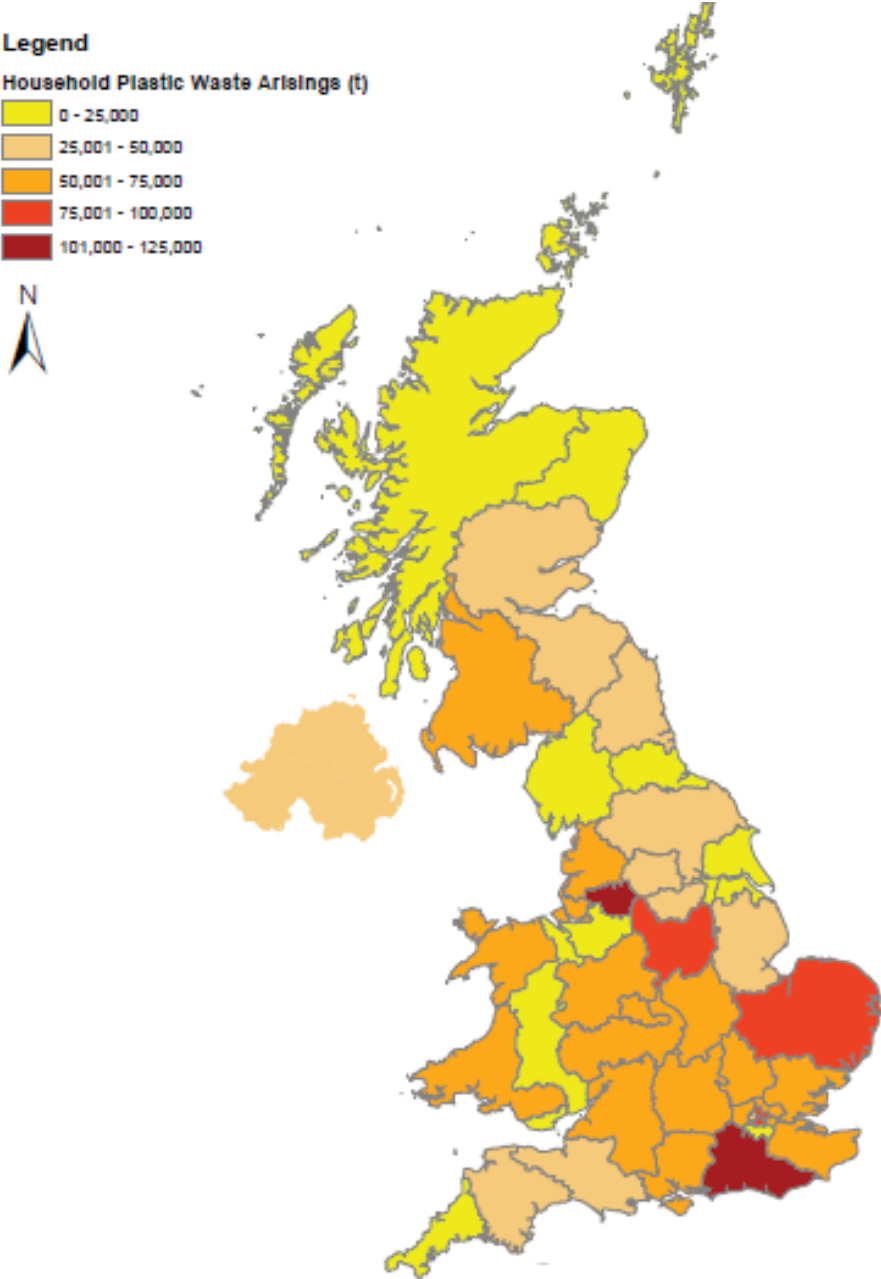 Legend
Household Plastic Waste Arisings (t)
0 - 25,000
25,001 - 50,000
50,001 - 75,000
75,001 - 100,000
101,000 - 125,000
N